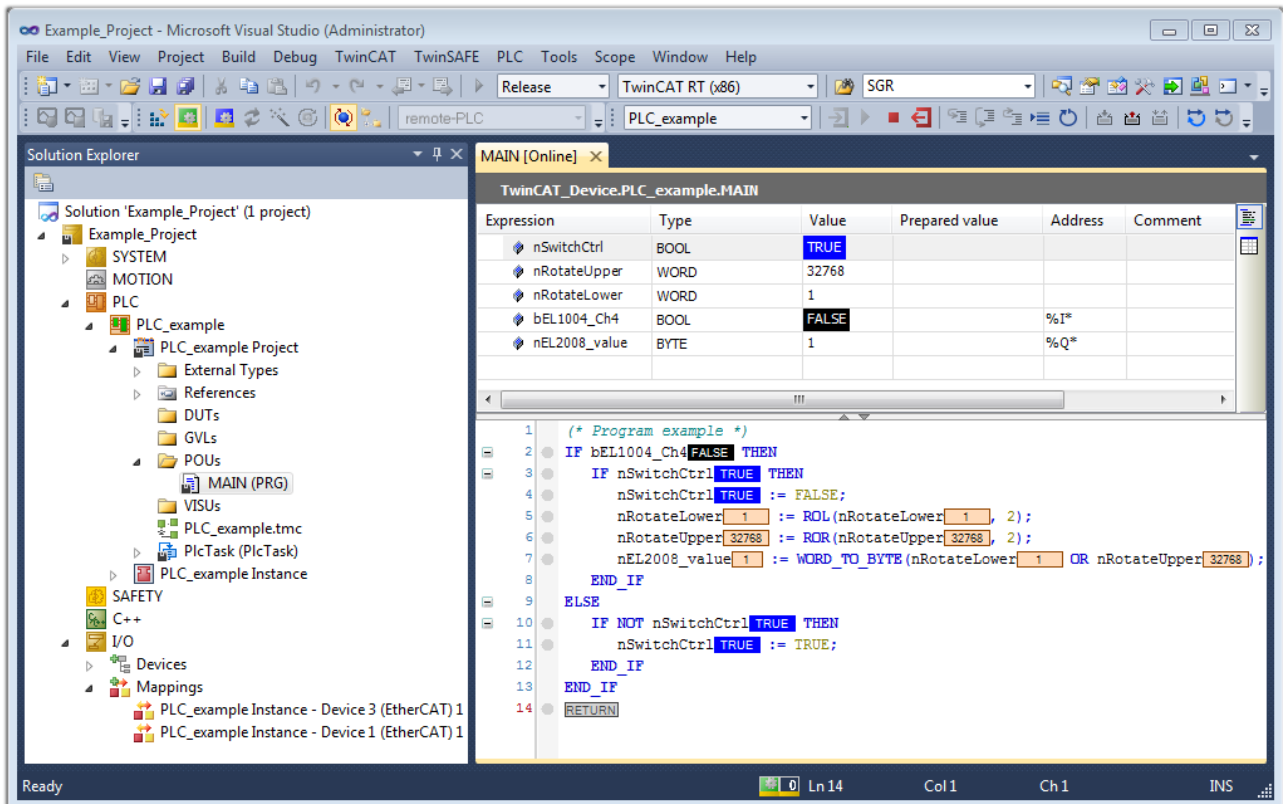 Example_Project - Microsoft Visual Studio (Administrator)
File Edit View Project Build Debug TwinCAT TwinSAFE PLC Tools Scope Window Help
Release TwinCAT RT (x86) SGR
remote-PLC PLC_example
Solution Explorer
Solution 'Example_Project' (1 project)
Example_Project
SYSTEM
MOTION
PLC
PLC_example
PLC_example Project
External Types
References
DUTs
GVLs
POUs
MAIN (PRG)
VISUs
PLC_example.tmc
PlcTask (PlcTask)
PLC_example Instance
SAFETY
C++
I/O
Devices
Mappings
PLC_example Instance - Device 3 (EtherCAT) 1
PLC_example Instance - Device 1 (EtherCAT) 1
MAIN [Online]
TwinCAT_Device.PLC_example.MAIN
Expression Type Value Prepared value Address Comment
nSwitchCtrl BOOL TRUE
nRotateUpper WORD 32768
nRotateLower WORD 1
bEL1004_Ch4 BOOL FALSE %I*
nEL2008_value BYTE 1 %Q*
1 (* Program example *)
2 IF bEL1004_Ch4 FALSE THEN
3 IF nSwitchCtrl TRUE THEN
4 nSwitchCtrl TRUE := FALSE;
5 nRotateLower 1 := ROL(nRotateLower 1 , 2);
6 nRotateUpper 32768 := ROR(nRotateUpper 32768 , 2);
7 nEL2008_value 1 := WORD_TO_BYTE(nRotateLower 1 OR nRotateUpper 32768 );
8 END_IF
9 ELSE
10 IF NOT nSwitchCtrl TRUE THEN
11 nSwitchCtrl TRUE := TRUE;
12 END_IF
13 END_IF
14 RETURN
Ready 0 Ln 14 Col 1 Ch 1 INS